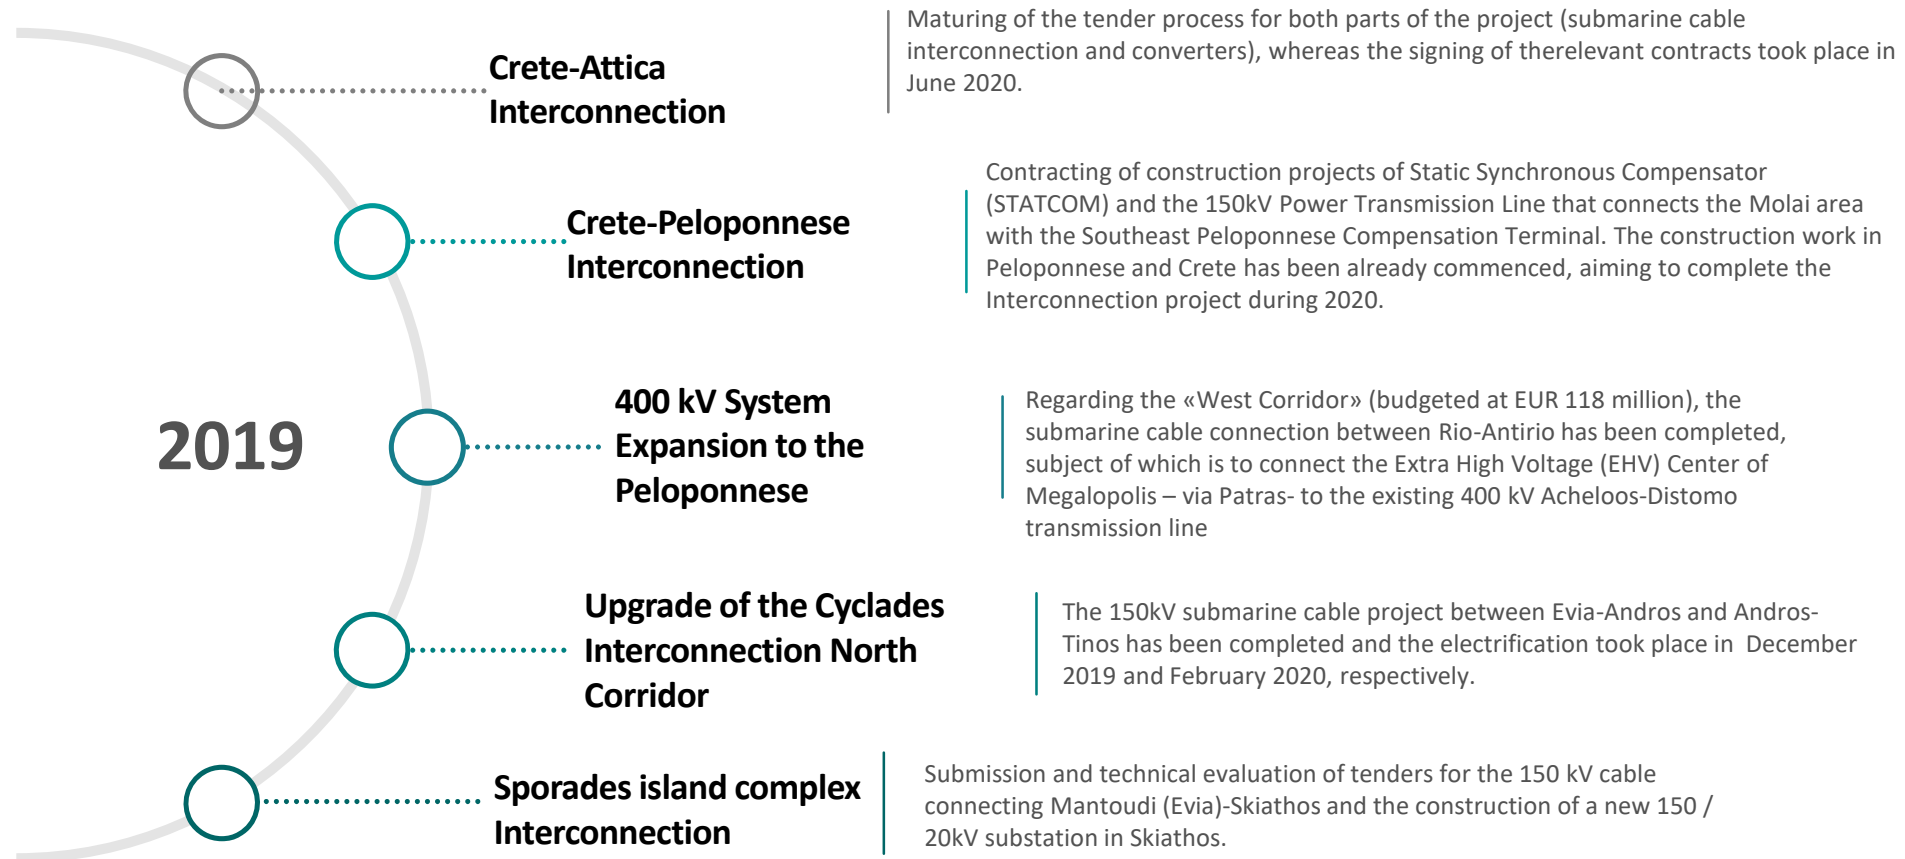 2019
Crete-Attica
Interconnection
Maturing of the tender process for both parts of the project (submarine cable
interconnection and converters), whereas the signing of therelevant contracts took place in
June 2020.
Crete-Peloponnese
Interconnection
Contracting of construction projects of Static Synchronous Compensator
(STATCOM) and the 150kV Power Transmission Line that connects the Molai area
with the Southeast Peloponnese Compensation Terminal. The construction work in
Peloponnese and Crete has been already commenced, aiming to complete the
Interconnection project during 2020.
400 kV System
Expansion to the
Peloponnese
Regarding the «West Corridor» (budgeted at EUR 118 million), the
submarine cable connection between Rio-Antirio has been completed,
subject of which is to connect the Extra High Voltage (EHV) Center of
Megalopolis – via Patras- to the existing 400 kV Acheloos-Distomo
transmission line
Upgrade of the Cyclades
Interconnection North
Corridor
The 150kV submarine cable project between Evia-Andros and Andros-
Tinos has been completed and the electrification took place in  December
2019 and February 2020, respectively.
Sporades island complex
Interconnection
Submission and technical evaluation of tenders for the 150 kV cable
connecting Mantoudi (Evia)-Skiathos and the construction of a new 150 /
20kV substation in Skiathos.